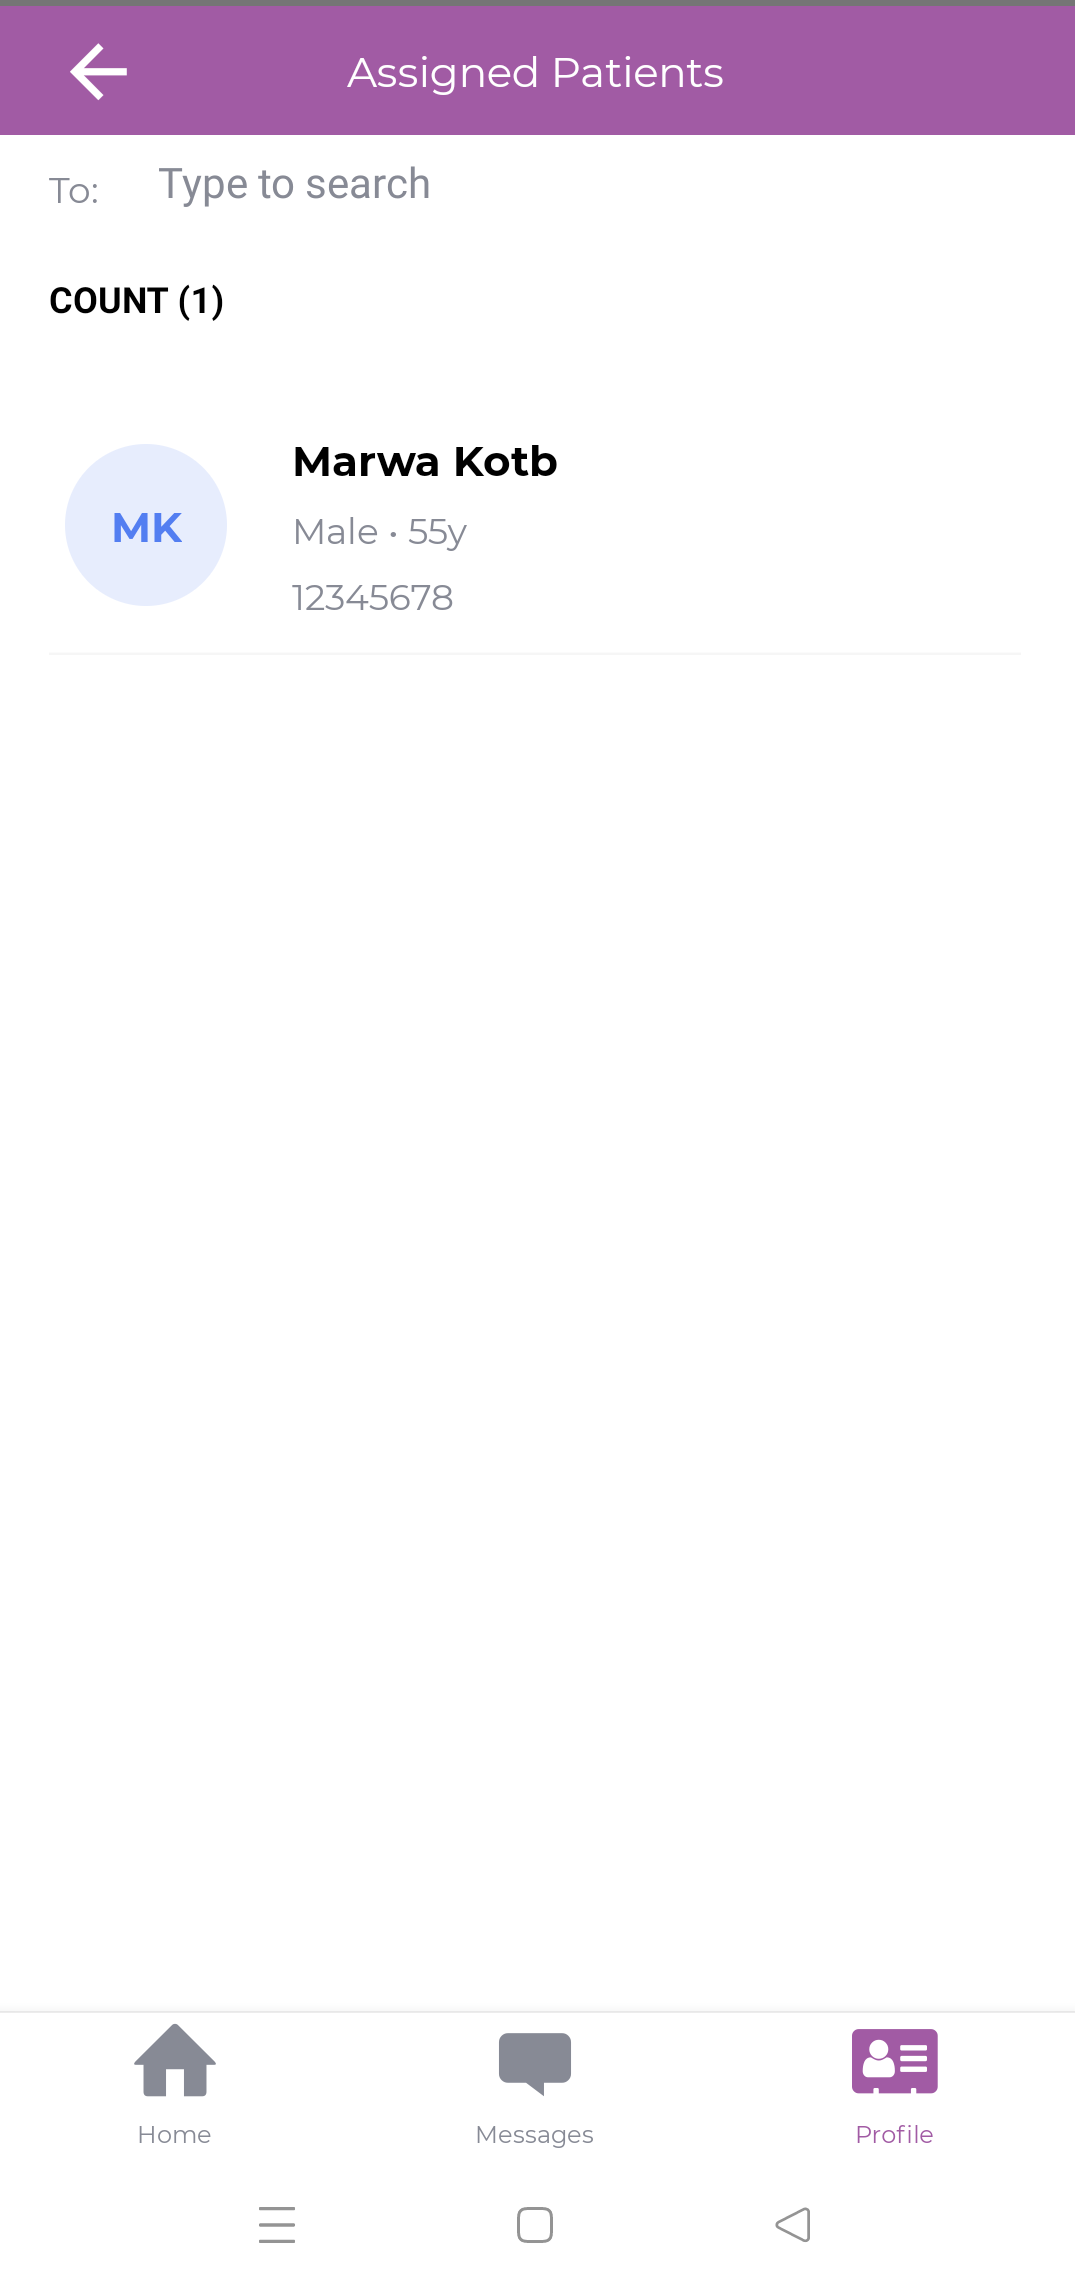 Assigned Patients
To: Type to search
COUNT (1)
MK
Marwa Kotb
Male • 55y
12345678
Home
Messages
Profile